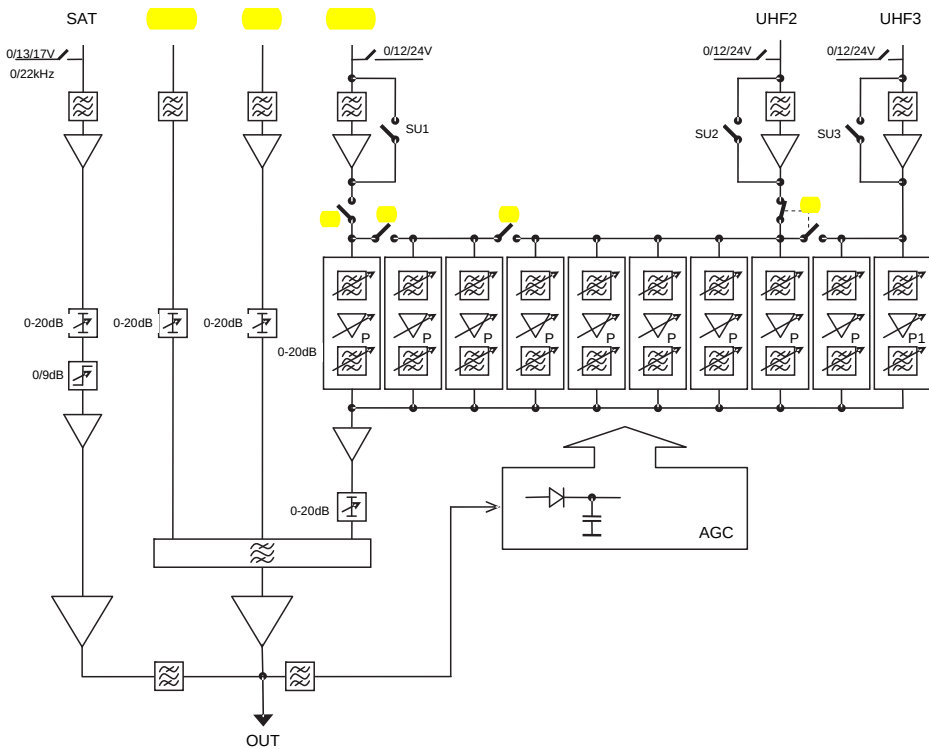 SAT
UHF2
UHF3
0/13/17V
0/12/24V
0/12/24V
0/12/24V
0/22kHz
SU1
SU2
SU3
0-20dB
0-20dB
0-20dB
P
P
P
P
P
P
P
P
P
P1
0-20dB
0/9dB
0-20dB
AGC
OUT